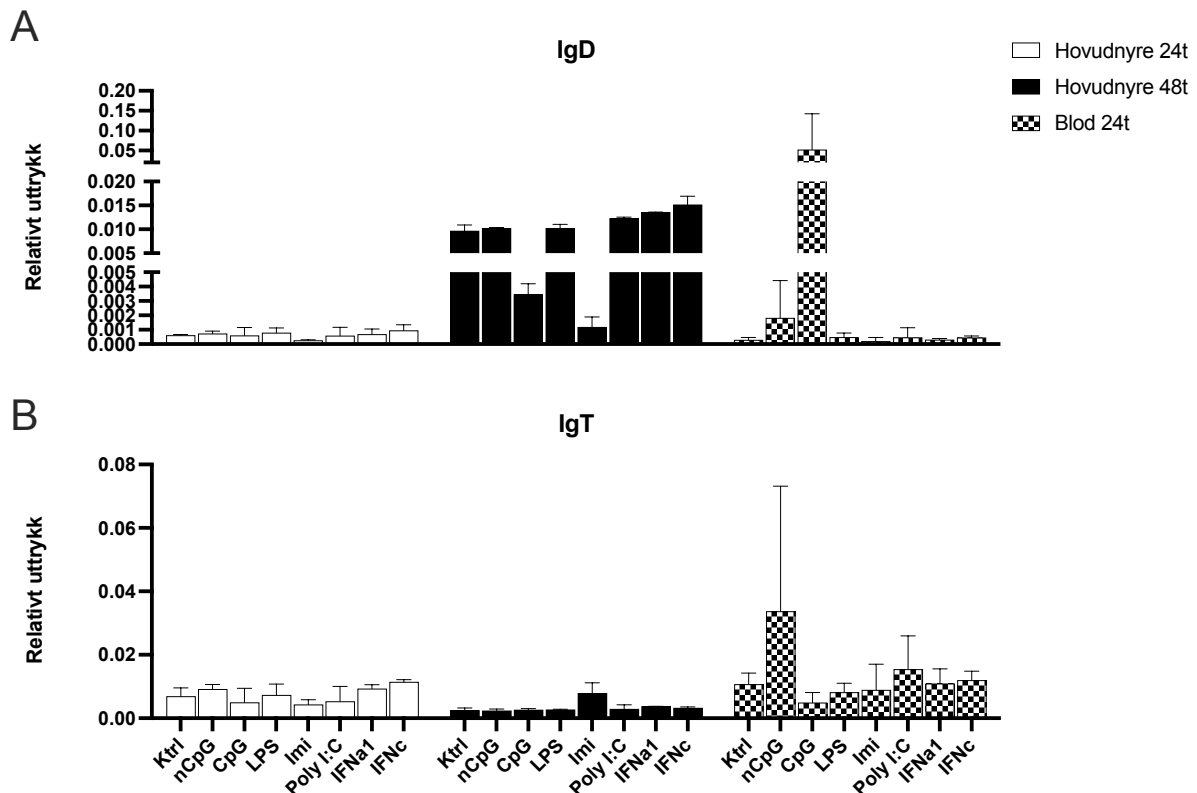 A
IgD
Hovudnyre 24t
Hovudnyre 48t
Blod 24t
Relativt uttrykk
0.20
0.15
0.10
0.05
0.020
0.015
0.010
0.005
0.005
0.004
0.003
0.002
0.001
0.000
B
IgT
Relativt uttrykk
0.08
0.06
0.04
0.02
0.00
Ktrl nCpG CpG LPS Imi Poly I:C IFNa1 IFNc Ktrl nCpG CpG LPS Imi Poly I:C IFNa1 IFNc Ktrl nCpG CpG LPS Imi Poly I:C IFNa1 IFNc